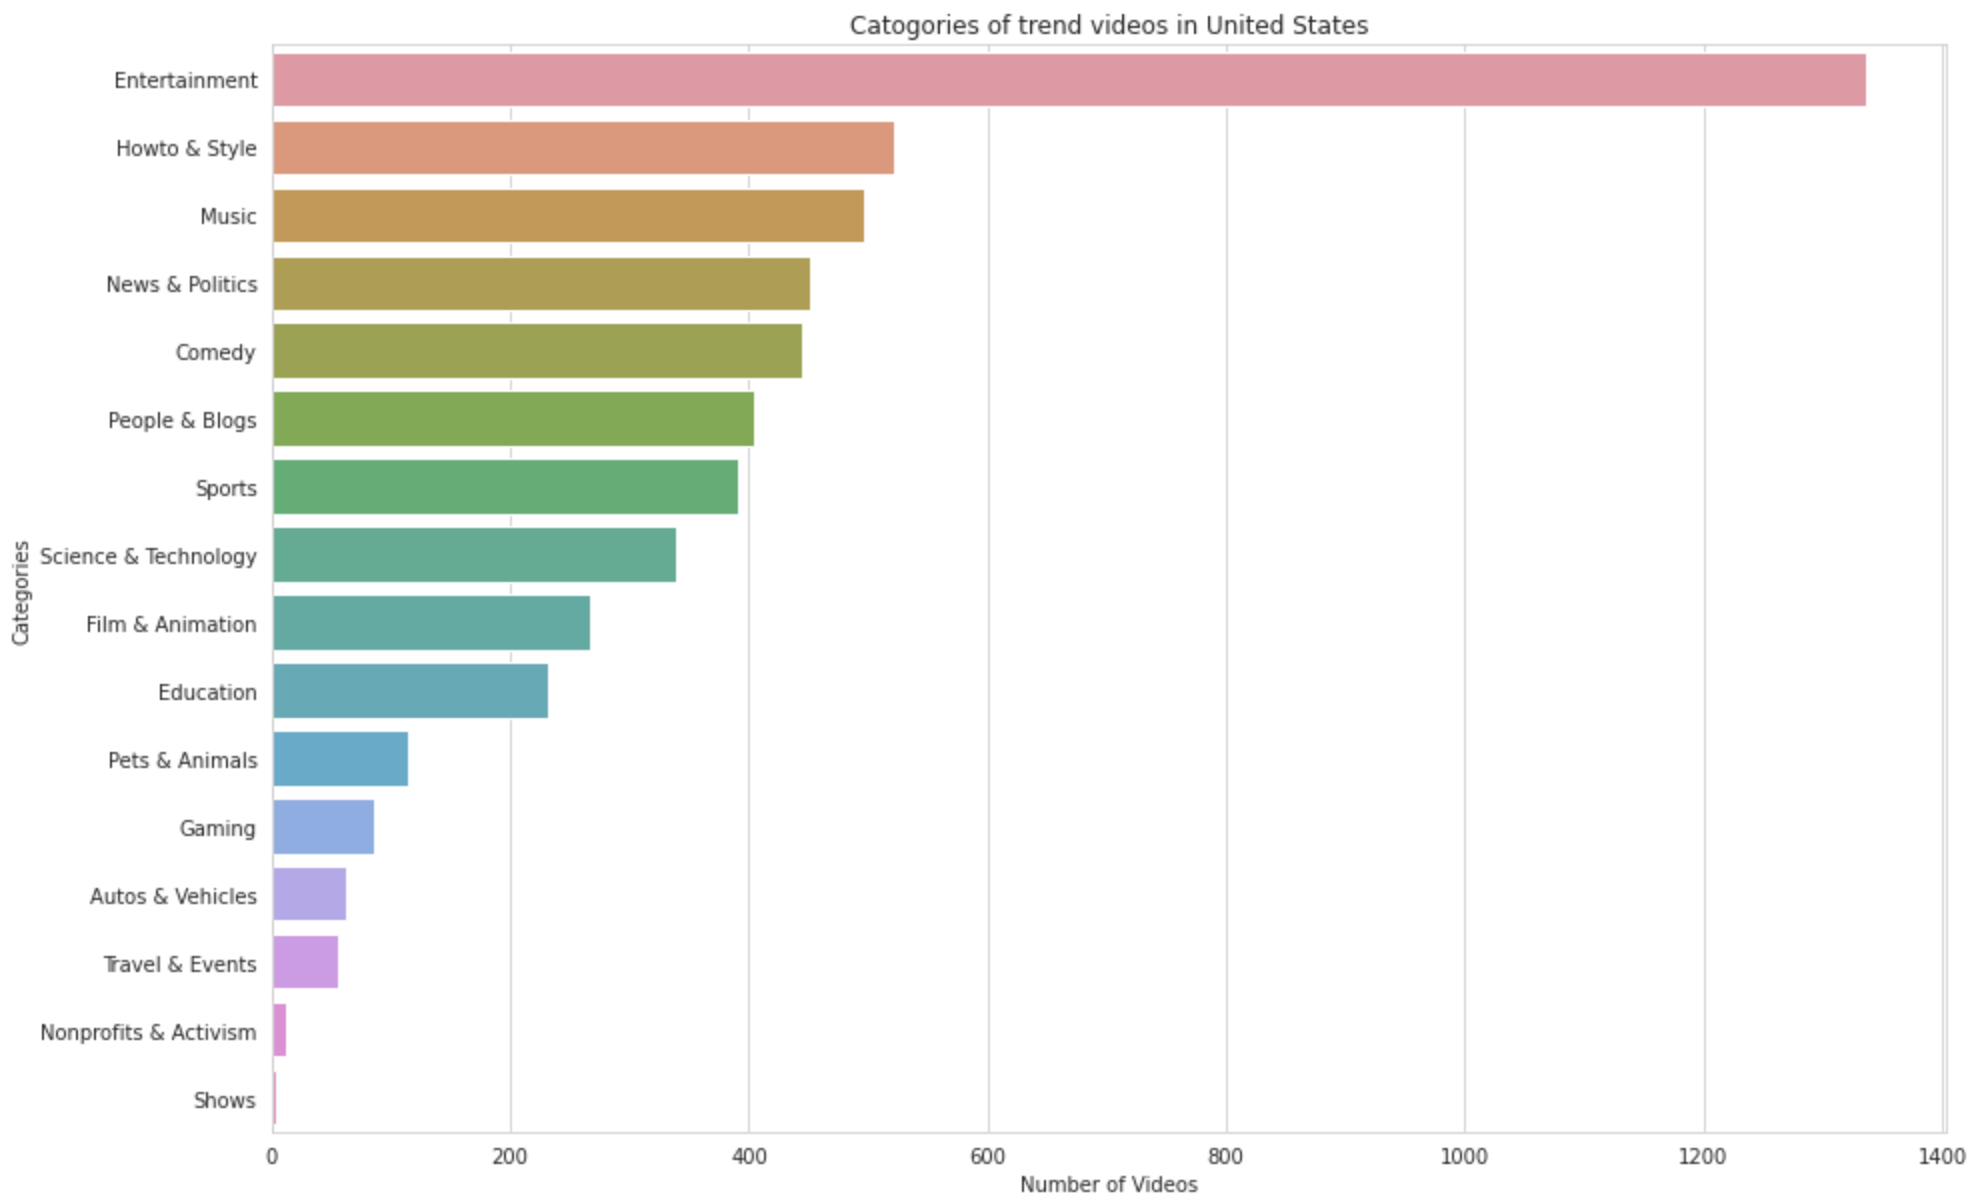 Catogories of trend videos in United States
Entertainment
Howto & Style
Music
News & Politics
Comedy
People & Blogs
Sports
Science & Technology
Film & Animation
Education
Pets & Animals
Gaming
Autos & Vehicles
Travel & Events
Nonprofits & Activism
Shows
Categories
0 200 400 600 800 1000 1200 1400
Number of Videos